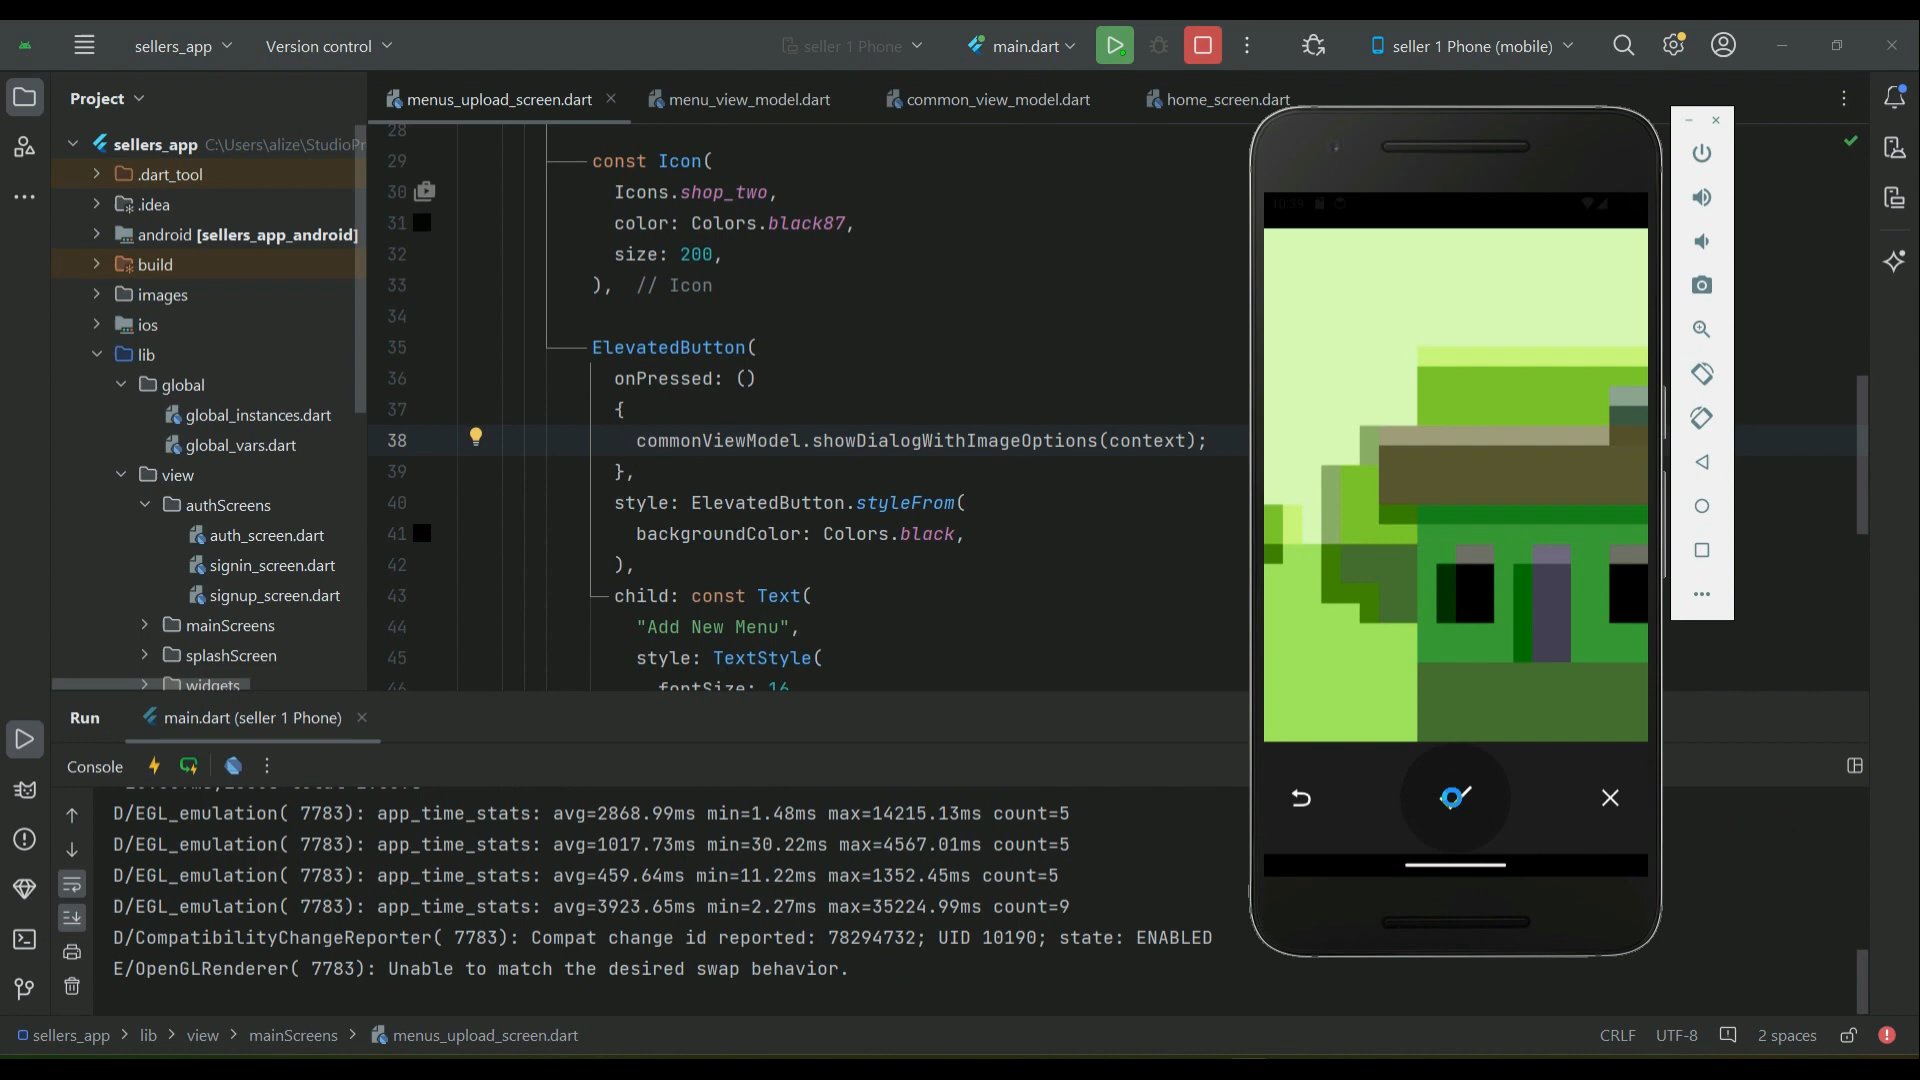 sellers_app
Version control
seller 1 Phone
main.dart
seller 1 Phone (mobile)
Project
menus_upload_screen.dart
menu_view_model.dart
common_view_model.dart
home_screen.dart
sellers_app C:\Users\alize\StudioPr
.dart_tool
.idea
android [sellers_app_android]
build
images
ios
lib
global
global_instances.dart
global_vars.dart
view
authScreens
auth_screen.dart
signin_screen.dart
signup_screen.dart
mainScreens
splashScreen
widgets
28
29 const Icon(
30 Icons.shop_two,
31 color: Colors.black87,
32 size: 200,
33 ), // Icon
34
35 ElevatedButton(
36 onPressed: ()
37 {
38 commonViewModel.showDialogWithImageOptions(context);
39 },
40 style: ElevatedButton.styleFrom(
41 backgroundColor: Colors.black,
42 ),
43 child: const Text(
44 "Add New Menu",
45 style: TextStyle(
46 fontSize: 16
10:39
Run
main.dart (seller 1 Phone)
Console
D/EGL_emulation( 7783): app_time_stats: avg=2868.99ms min=1.48ms max=14215.13ms count=5
D/EGL_emulation( 7783): app_time_stats: avg=1017.73ms min=30.22ms max=4567.01ms count=5
D/EGL_emulation( 7783): app_time_stats: avg=459.64ms min=11.22ms max=1352.45ms count=5
D/EGL_emulation( 7783): app_time_stats: avg=3923.65ms min=2.27ms max=35224.99ms count=9
D/CompatibilityChangeReporter( 7783): Compat change id reported: 78294732; UID 10190; state: ENABLED
E/OpenGLRenderer( 7783): Unable to match the desired swap behavior.
sellers_app > lib > view > mainScreens > menus_upload_screen.dart
CRLF
UTF-8
2 spaces